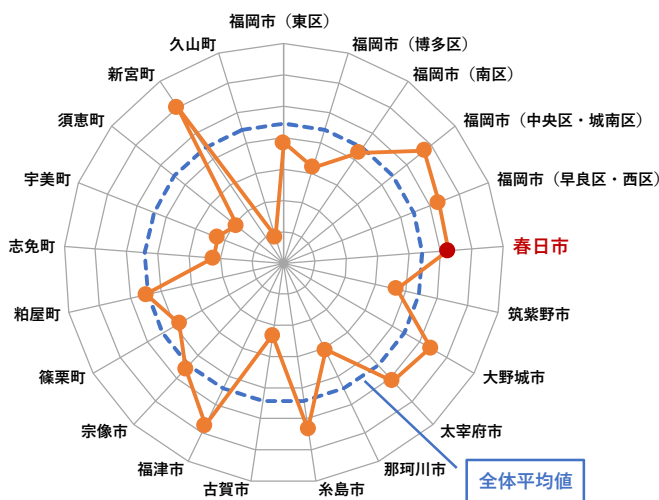 福岡市（東区）
福岡市（博多区）
福岡市（南区）
福岡市（中央区・城南区）
福岡市（早良区・西区）
春日市
筑紫野市
大野城市
太宰府市
那珂川市
糸島市
古賀市
福津市
宗像市
篠栗町
粕屋町
志免町
宇美町
須恵町
新宮町
久山町
全体平均値